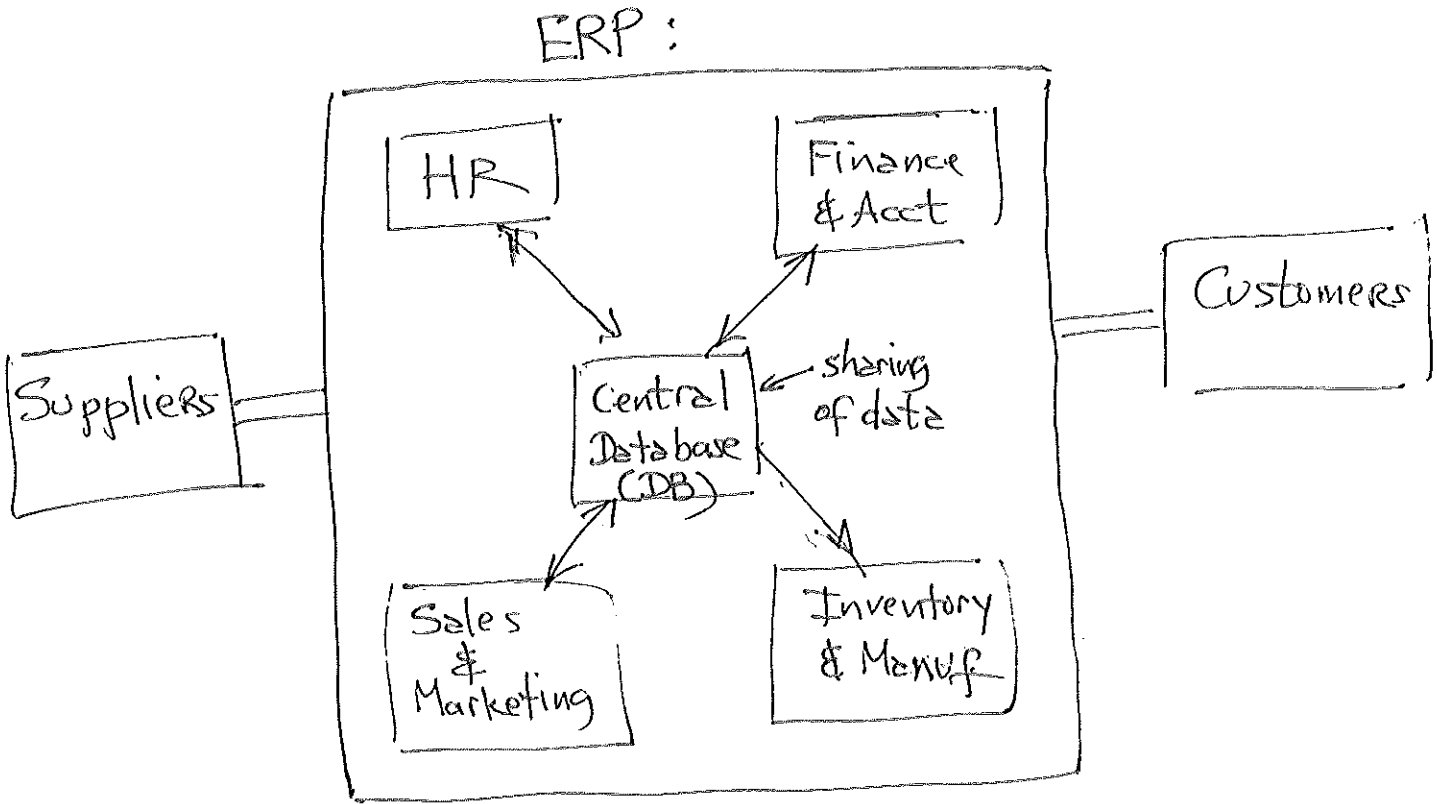 ERP:
HR
Finance
& Acct
Suppliers
Customers
Central
Database
(DB)
sharing
of data
Sales
&
Marketing
Inventory
& Manuf